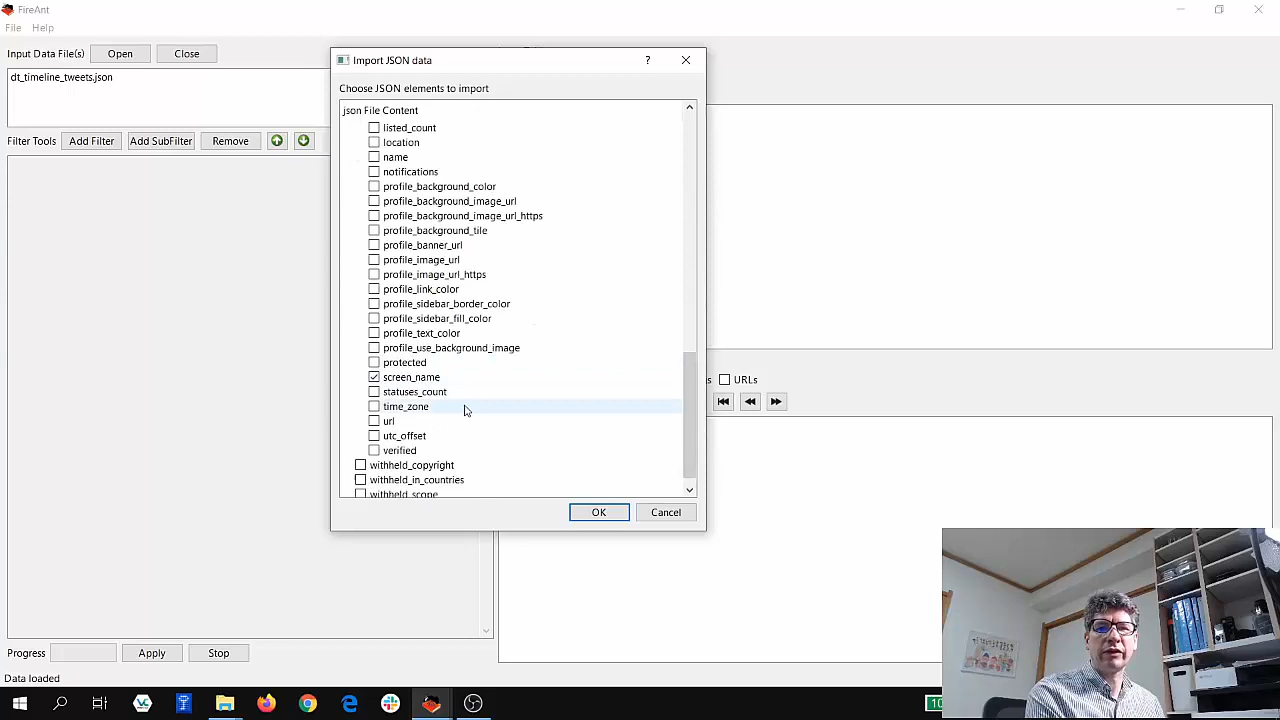 FireAnt
File Help
Input Data File(s) Open Close
dt_timeline_tweets.json
Filter Tools Add Filter Add SubFilter Remove
Import JSON data ?
Choose JSON elements to import
json File Content
listed_count
location
name
notifications
profile_background_color
profile_background_image_url
profile_background_image_url_https
profile_background_tile
profile_banner_url
profile_image_url
profile_image_url_https
profile_link_color
profile_sidebar_border_color
profile_sidebar_fill_color
profile_text_color
profile_use_background_image
protected
screen_name
statuses_count
time_zone
url
utc_offset
verified
withheld_copyright
withheld_in_countries
withheld_scope
OK Cancel
s URLs
Progress Apply Stop
Data loaded
10